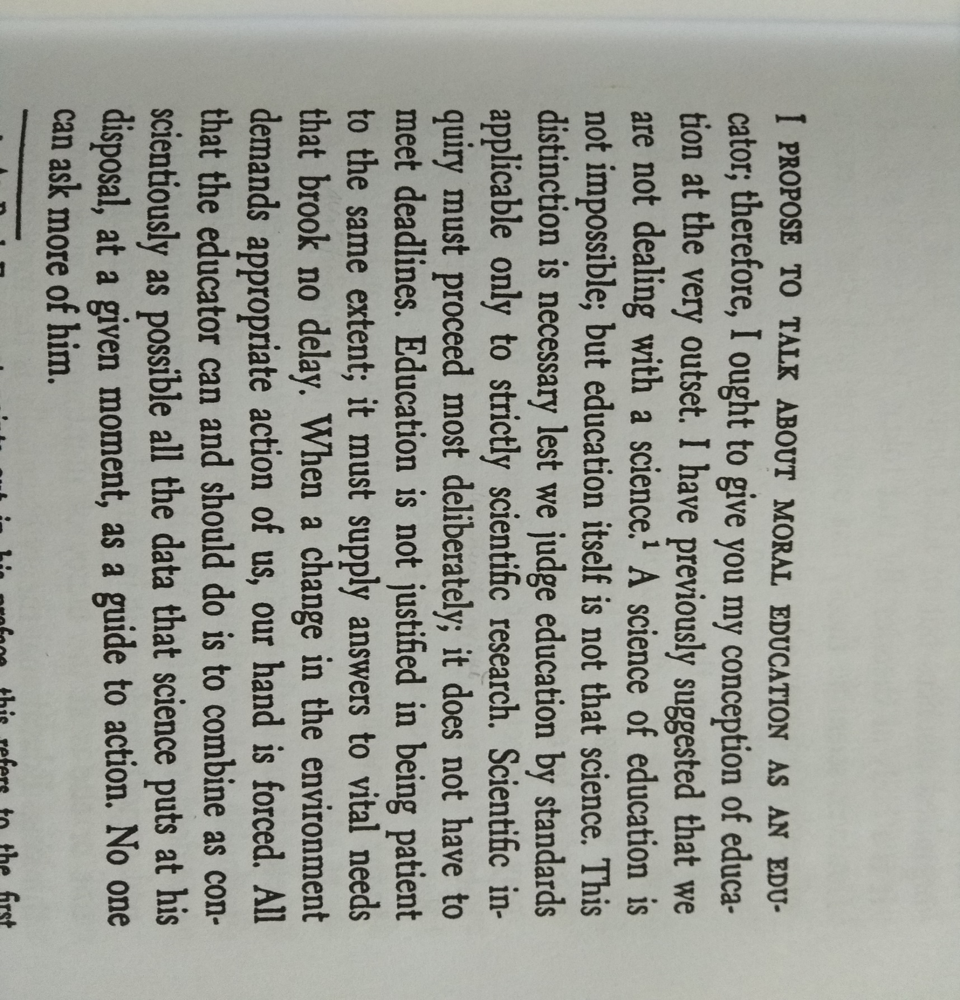 I PROPOSE TO TALK ABOUT MORAL EDUCATION AS AN EDU-
cator; therefore, I ought to give you my conception of educa-
tion at the very outset. I have previously suggested that we
are not dealing with a science.¹ A science of education is
not impossible; but education itself is not that science. This
distinction is necessary lest we judge education by standards
applicable only to strictly scientific research. Scientific in-
quiry must proceed most deliberately; it does not have to
meet deadlines. Education is not justified in being patient
to the same extent; it must supply answers to vital needs
that brook no delay. When a change in the environment
demands appropriate action of us, our hand is forced. All
that the educator can and should do is to combine as con-
scientiously as possible all the data that science puts at his
disposal, at a given moment, as a guide to action. No one
can ask more of him.
in his preface, this refers to the first